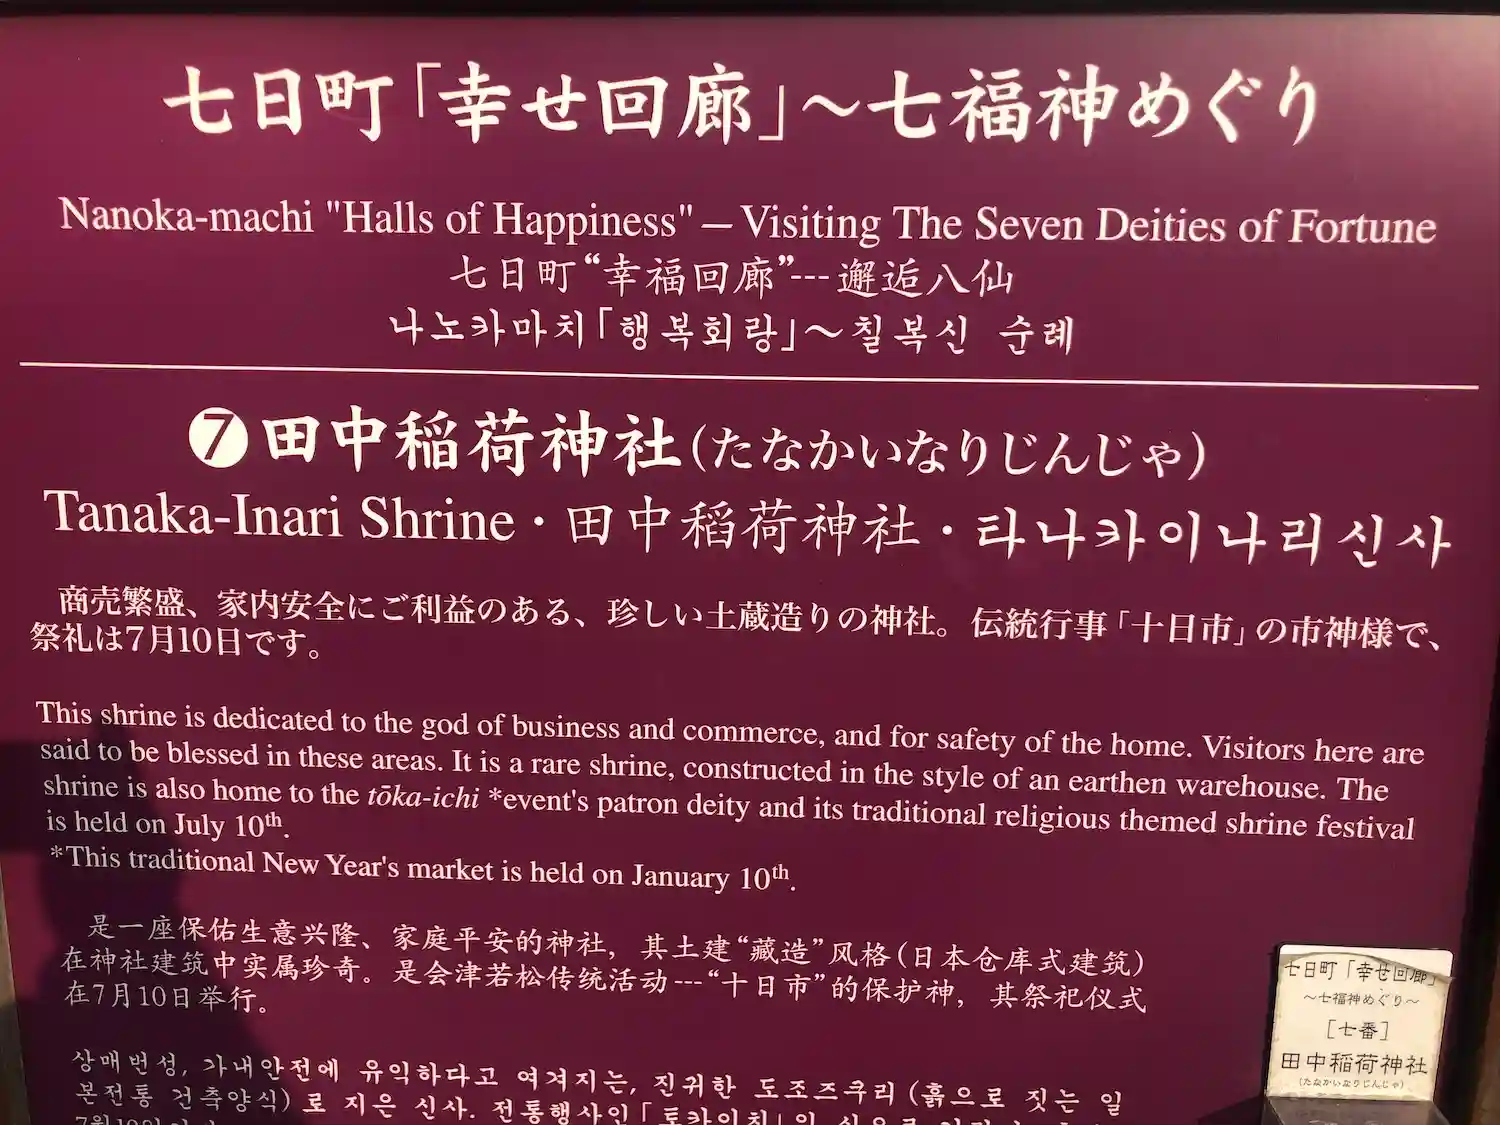 七日町「幸せ回廊」～七福神めぐり
Nanoka-machi "Halls of Happiness" — Visiting The Seven Deities of Fortune
七日町“幸福回廊”---邂逅八仙
나노카마치「행복회랑」～칠복신 순례
❼田中稲荷神社(たなかいなりじんじゃ)
Tanaka-Inari Shrine・田中稻荷神社・타나카이나리신사
商売繁盛、家内安全にご利益のある、珍しい土蔵造りの神社。伝統行事「十日市」の市神様で、
祭礼は7月10日です。
This shrine is dedicated to the god of business and commerce, and for safety of the home. Visitors here are
said to be blessed in these areas. It is a rare shrine, constructed in the style of an earthen warehouse. The
shrine is also home to the tōka-ichi *event's patron deity and its traditional religious themed shrine festival
is held on July 10th.
*This traditional New Year's market is held on January 10th.
是一座保佑生意兴隆、家庭平安的神社，其土建“藏造”风格(日本仓库式建筑)
在神社建筑中实属珍奇。是会津若松传统活动---“十日市”的保护神，其祭祀仪式
在7月10日举行。
상매번성, 가내안전에 유익하다고 여겨지는, 진귀한 도조즈쿠리(흙으로 짓는 일
본전통 건축양식)로 지은 신사. 전통행사인「토카이치」의
七日町「幸せ回廊」
～七福神めぐり～
[七番]
田中稲荷神社
(たなかいなりじんじゃ)